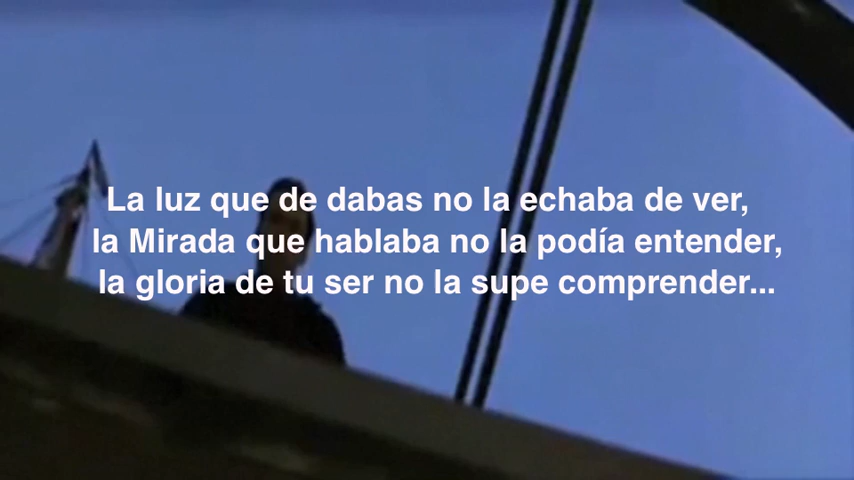 La luz que de dabas no la echaba de ver,
la Mirada que hablaba no la podía entender,
la gloria de tu ser no la supe comprender...